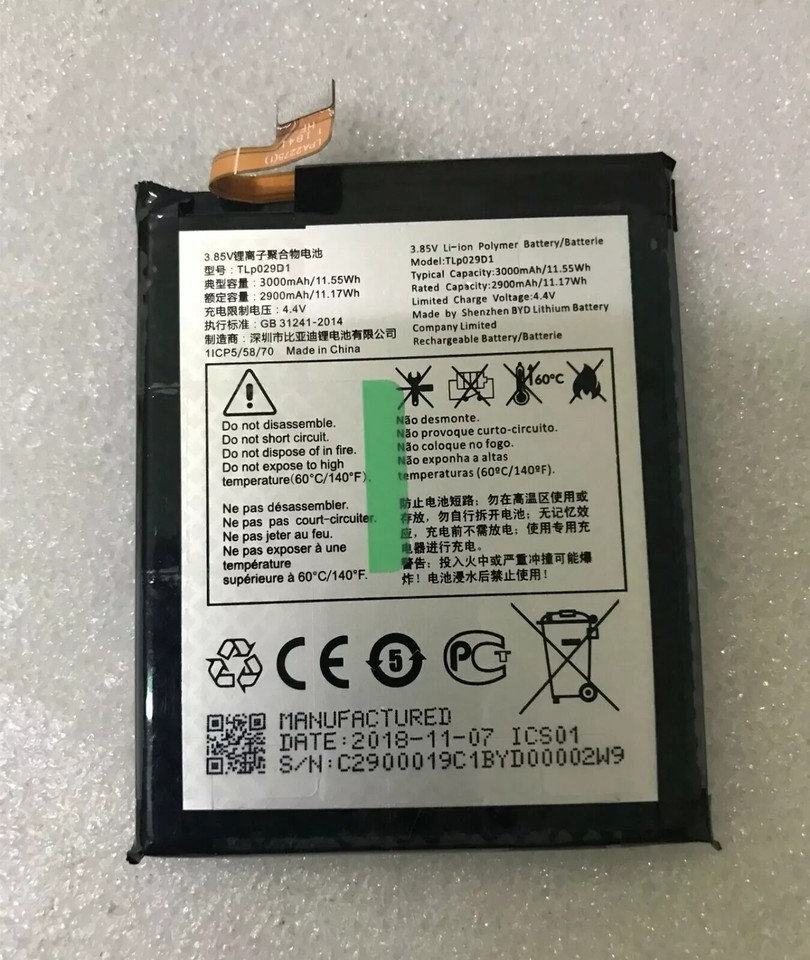 LPA2275(1)
3.85V锂离子聚合物电池
型号：TLp029D1
典型容量：3000mAh/11.55Wh
额定容量：2900mAh/11.17Wh
充电限制电压：4.4V
执行标准：GB 31241-2014
制造商：深圳市比亚迪锂电池有限公司
1ICP5/58/70 Made in China
3.85V Li-ion Polymer Battery/Batterie
Model:TLp029D1
Typical Capacity:3000mAh/11.55Wh
Rated Capacity:2900mAh/11.17Wh
Limited Charge Voltage:4.4V
Made by Shenzhen BYD Lithium Battery
Company Limited
Rechargeable Battery/Batterie
60°C
Do not disassemble.
Do not short circuit.
Do not dispose of in fire.
Do not expose to high
temperature(60°C/140°F).
Ne pas désassembler.
Ne pas pas court-circuiter.
Ne pas jeter au feu.
Ne pas exposer à une
température
supérieure à 60°C/140°F.
Não desmonte.
Não provoque curto-circuito.
Não coloque no fogo.
Não exponha a altas
temperaturas (60ºC/140ºF).
防止电池短路；勿在高温区使用或
存放，勿自行拆开电池；无记忆效
应，充电前不需放电；使用专用充
电器进行充电。
警告：投入火中或严重冲撞可能爆
炸！电池浸水后禁止使用！
CE 5 PCT
MANUFACTURED
DATE:2018-11-07 ICS01
S/N:C2900019C1BYD00002W9